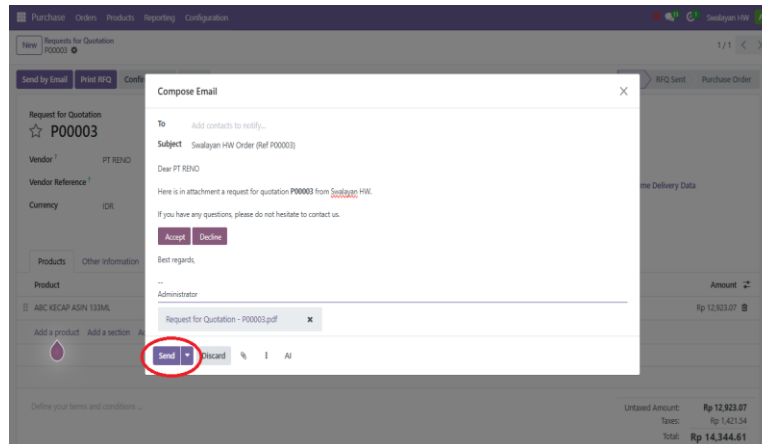 Purchase Orders Products Reporting Configuration Swalayan HW
New Requests for Quotation
P00003
1/1
Send by Email Print RFQ RFQ Sent Purchase Order
Compose Email
Request for Quotation
P00003
To Add contacts to notify...
Subject Swalayan HW Order (Ref P00003)
Vendor ? PT RENO
Dear PT RENO
Vendor Reference ?
me Delivery Data
Here is in attachment a request for quotation P00003 from Swalayan HW.
Currency IDR
If you have any questions, please do not hesitate to contact us.
Accept Decline
Products Other Information
Best regards,
Product Amount
--
Administrator
ABC KECAP ASIN 133ML Rp 12,923.07
Request for Quotation - P00003.pdf
Add a product Add a section
Send Discard AI
Define your terms and conditions ...
Untaxed Amount: Rp 12,923.07
Taxes: Rp 1,421.54
Total: Rp 14,344.61